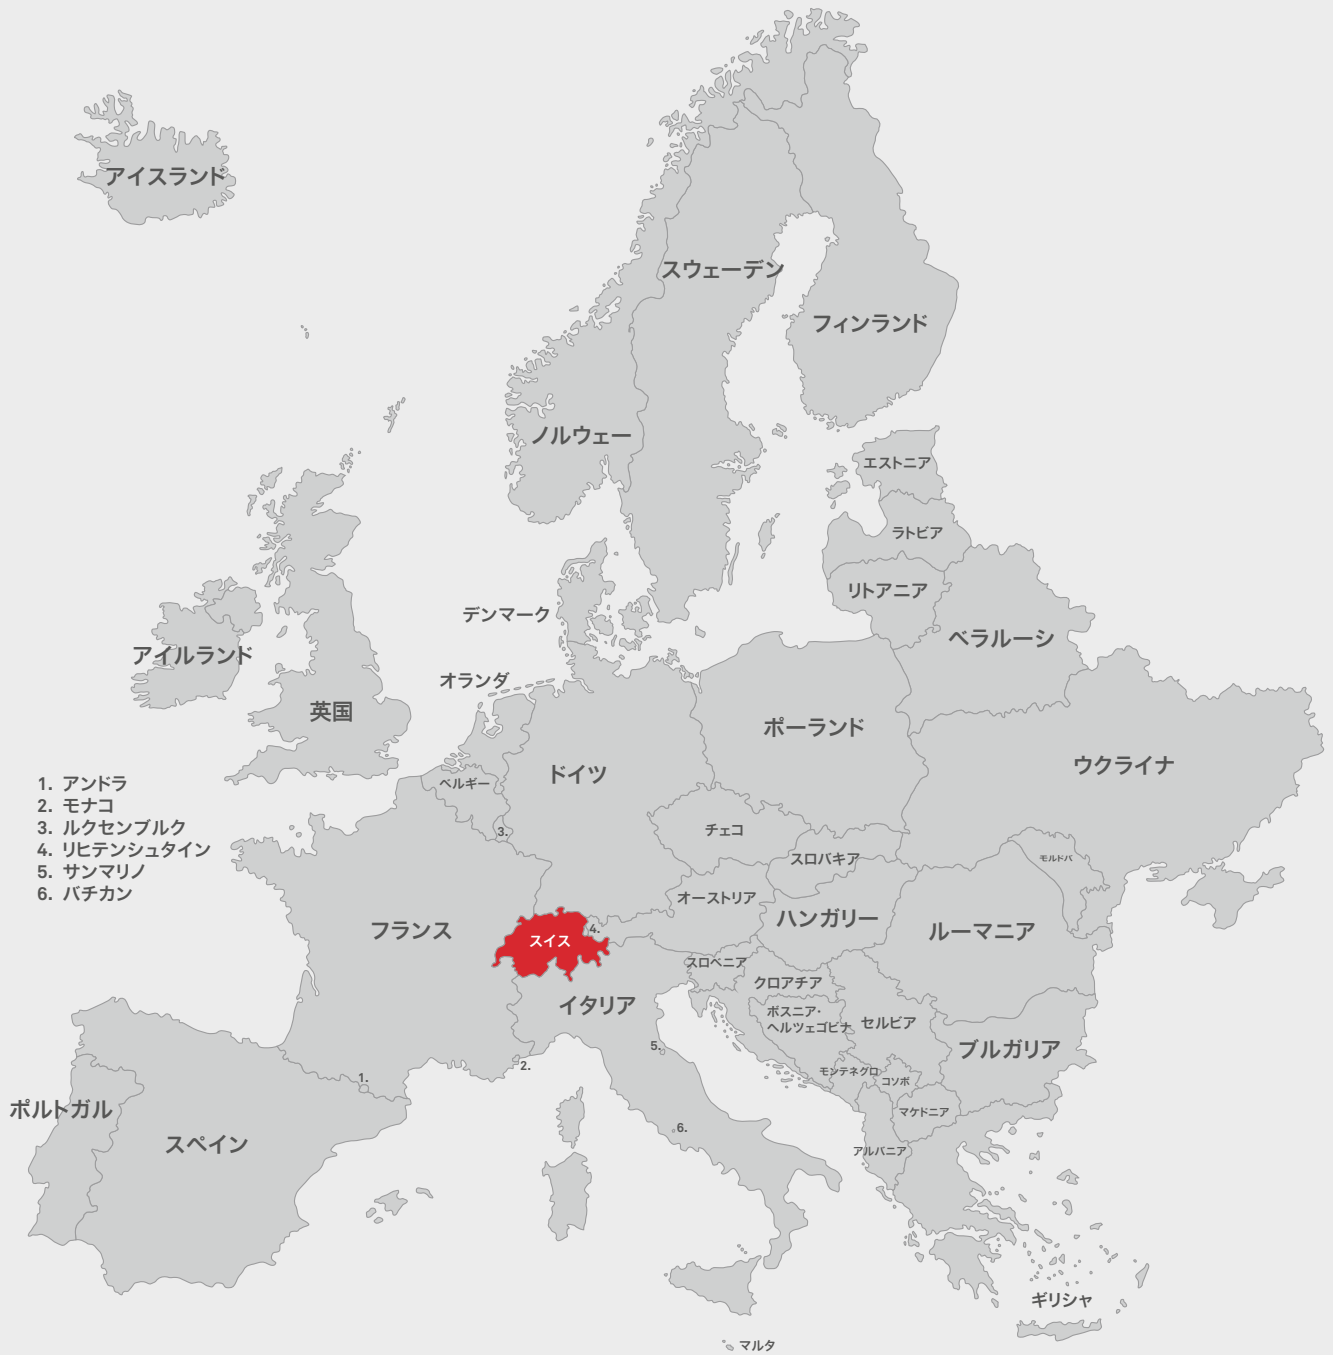 アイスランド
スウェーデン
フィンランド
ノルウェー
エストニア
ラトビア
リトアニア
デンマーク
ベラルーシ
アイルランド
オランダ
英国
ポーランド
ウクライナ
ドイツ
ベルギー
1. アンドラ
2. モナコ
3. ルクセンブルク
4. リヒテンシュタイン
5. サンマリノ
6. バチカン
3.
チェコ
スロバキア
モルドバ
オーストリア
ハンガリー
フランス
4.
ルーマニア
スイス
スロベニア
クロアチア
イタリア
ボスニア・
ヘルツェゴビナ
セルビア
5.
ブルガリア
2.
モンテネグロ
1.
コソボ
ポルトガル
マケドニア
6.
スペイン
アルバニア
ギリシャ
マルタ